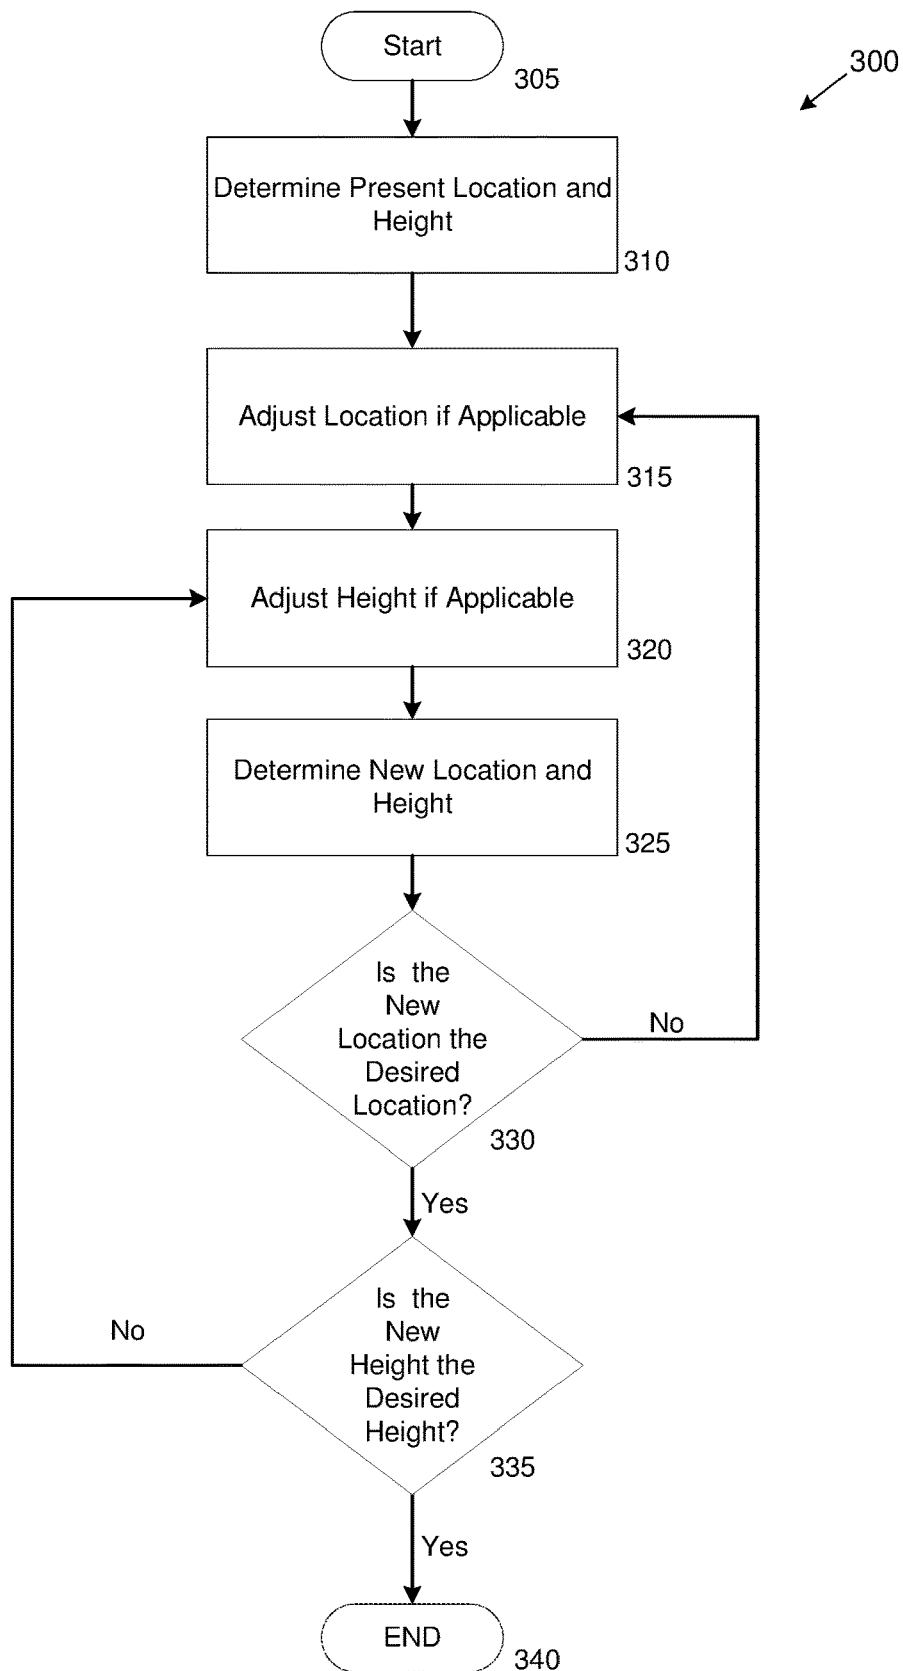 Start
305
300
Determine Present Location and
Height
310
Adjust Location if Applicable
315
Adjust Height if Applicable
320
Determine New Location and
Height
325
Is the
New
Location the
Desired
Location?
No
330
Yes
Is the
New
Height the
Desired
Height?
No
335
Yes
END
340